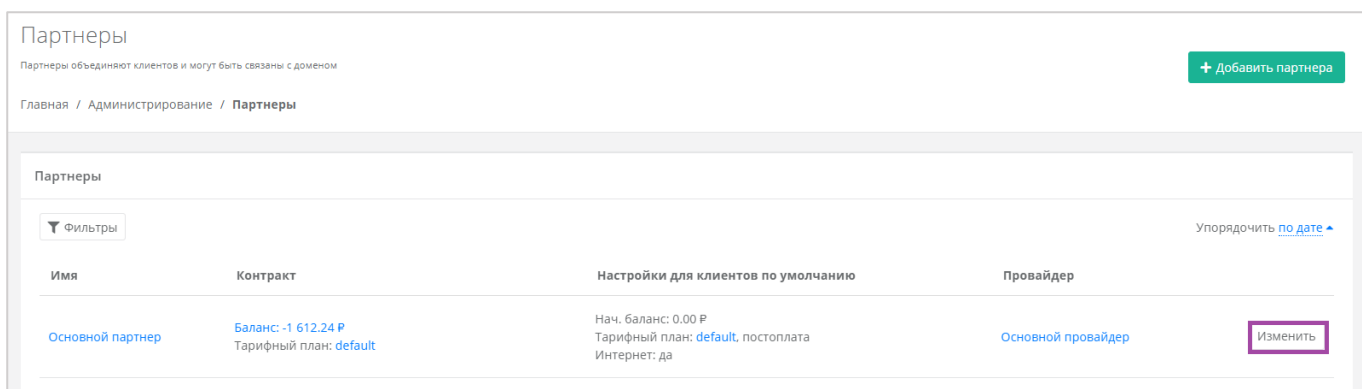 Партнеры
Партнеры объединяют клиентов и могут быть связаны с доменом
+ Добавить партнера
Главная / Администрирование / Партнеры
Партнеры
Фильтры
Упорядочить по дате
Имя
Контракт
Настройки для клиентов по умолчанию
Провайдер
Основной партнер
Баланс: -1 612.24 ₽
Тарифный план: default
Нач. баланс: 0.00 ₽
Тарифный план: default, постоплата
Интернет: да
Основной провайдер
Изменить